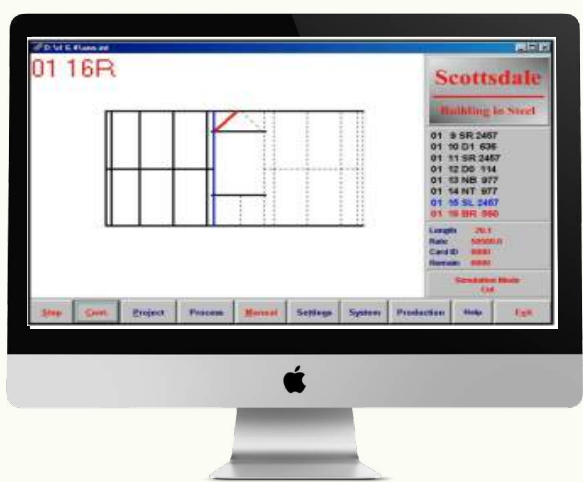 01 16R
Scottsdale
Building in Steel
01 9 SR 2457
01 10 D1 636
01 11 SR 2457
01 12 D0 114
01 13 NB 977
01 14 NT 977
01 15 SL 2457
01 16 BR
Length
Rate
Card ID
Remain
Simulation Mode
Cut
Stop Cont. Project Process Manual Settings System Production Help Exit